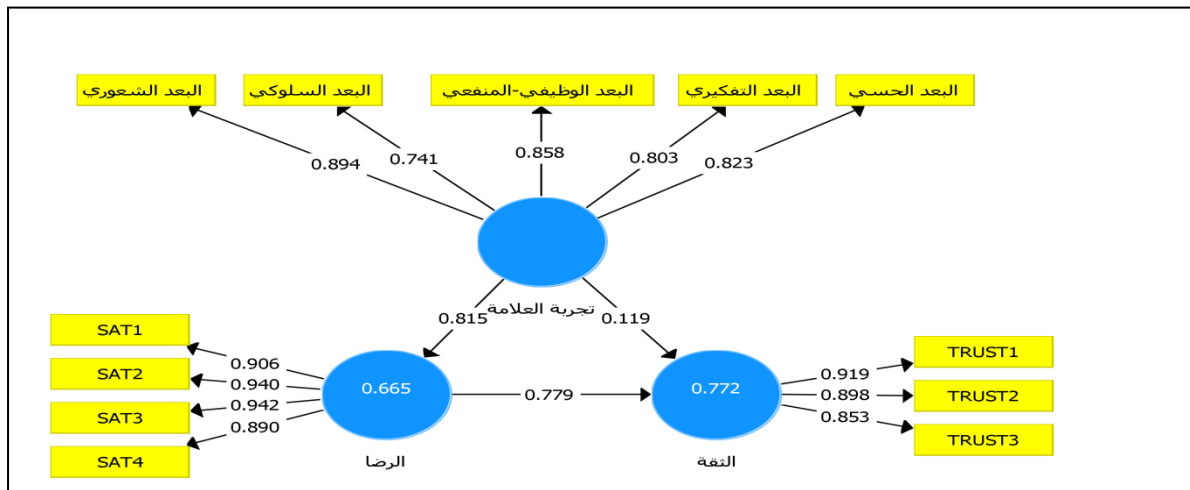 البعد الحسي
البعد التفكيري
البعد الوظيفي-المنفعي
البعد السلوكي
البعد الشعوري
0.823
0.803
0.858
0.741
0.894
تجربة العلامة
0.815
0.119
SAT1
SAT2
SAT3
SAT4
0.906
0.940
0.942
0.890
0.665
الرضا
0.779
0.772
الثقة
0.919
0.898
0.853
TRUST1
TRUST2
TRUST3